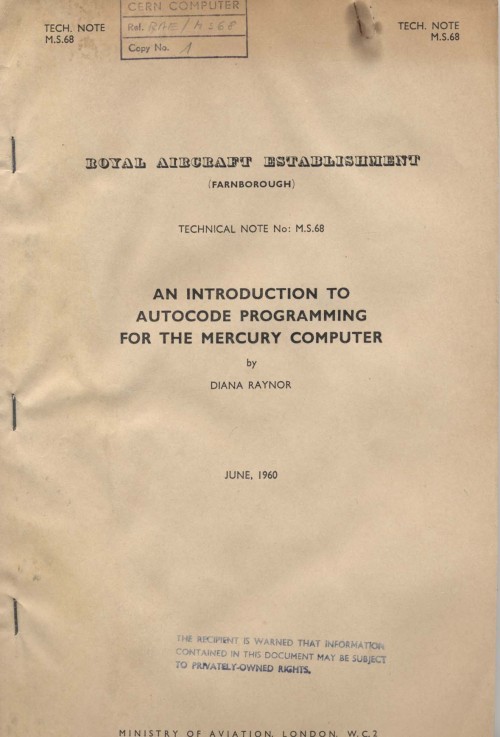 CERN COMPUTER
Ref. RAE/MS68
Copy No. 1
TECH. NOTE
M.S.68
TECH. NOTE
M.S.68
ROYAL AIRCRAFT ESTABLISHMENT
(FARNBOROUGH)
TECHNICAL NOTE No: M.S.68
AN INTRODUCTION TO
AUTOCODE PROGRAMMING
FOR THE MERCURY COMPUTER
by
DIANA RAYNOR
JUNE, 1960
THE RECIPIENT IS WARNED THAT INFORMATION
CONTAINED IN THIS DOCUMENT MAY BE SUBJECT
TO PRIVATELY-OWNED RIGHTS.
MINISTRY OF AVIATION, LONDON, W.C.2